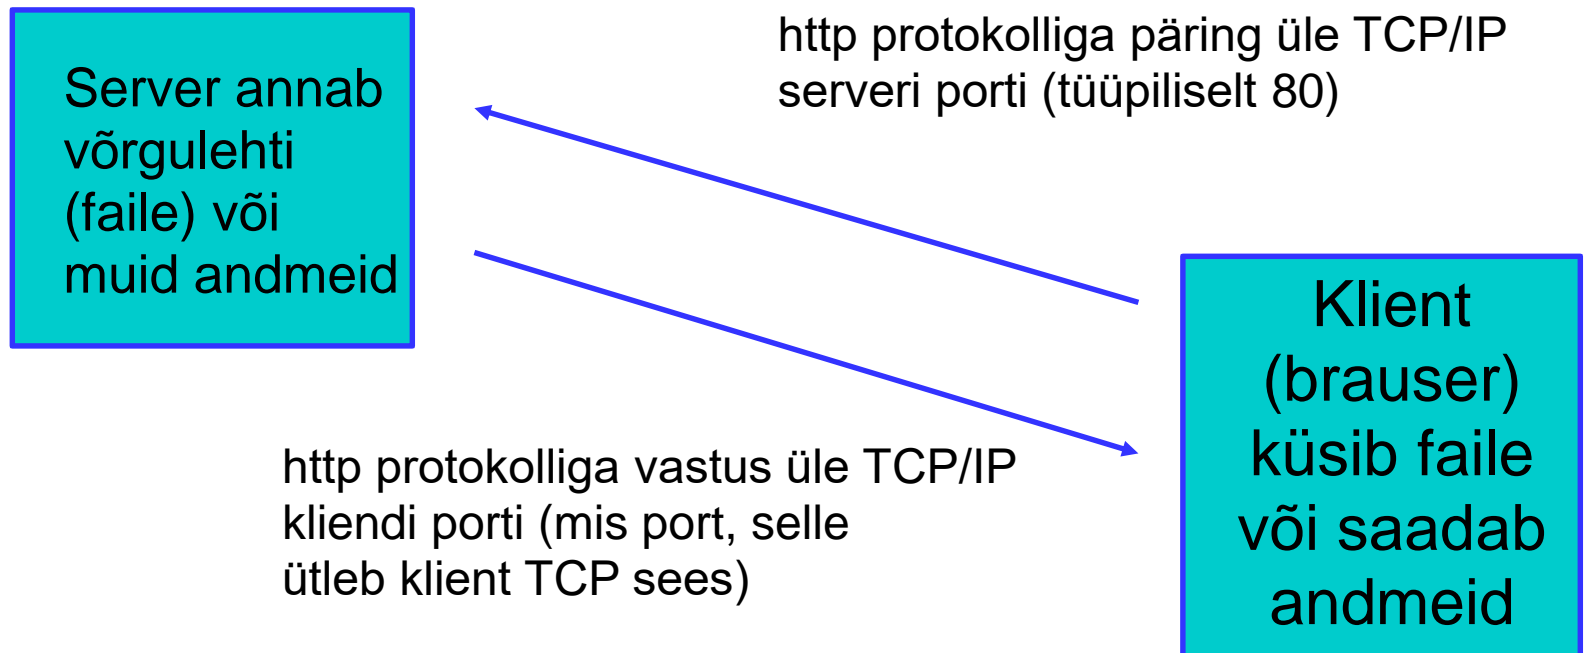 http protokolliga päring üle TCP/IP
serveri porti (tüüpiliselt 80)
Server annab
võrgulehti
(faile) või
muid andmeid
Klient
(brauser)
küsib faile
või saadab
andmeid
http protokolliga vastus üle TCP/IP
kliendi porti (mis port, selle
ütleb klient TCP sees)